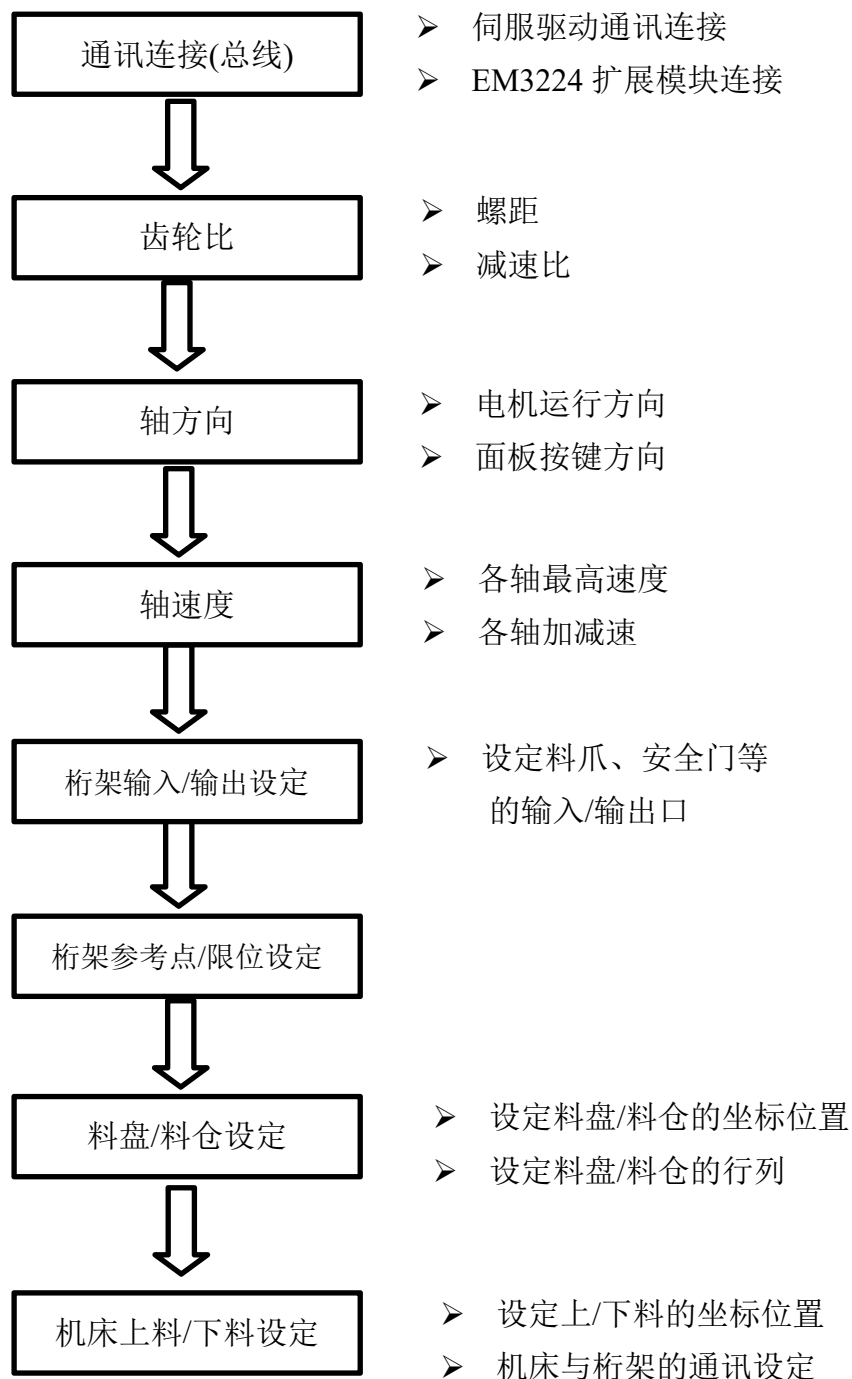 通讯连接(总线)
➢ 伺服驱动通讯连接
➢ EM3224 扩展模块连接
齿轮比
➢ 螺距
➢ 减速比
轴方向
➢ 电机运行方向
➢ 面板按键方向
轴速度
➢ 各轴最高速度
➢ 各轴加减速
桁架输入/输出设定
➢ 设定料爪、安全门等
的输入/输出口
桁架参考点/限位设定
料盘/料仓设定
➢ 设定料盘/料仓的坐标位置
➢ 设定料盘/料仓的行列
机床上料/下料设定
➢ 设定上/下料的坐标位置
➢ 机床与桁架的通讯设定